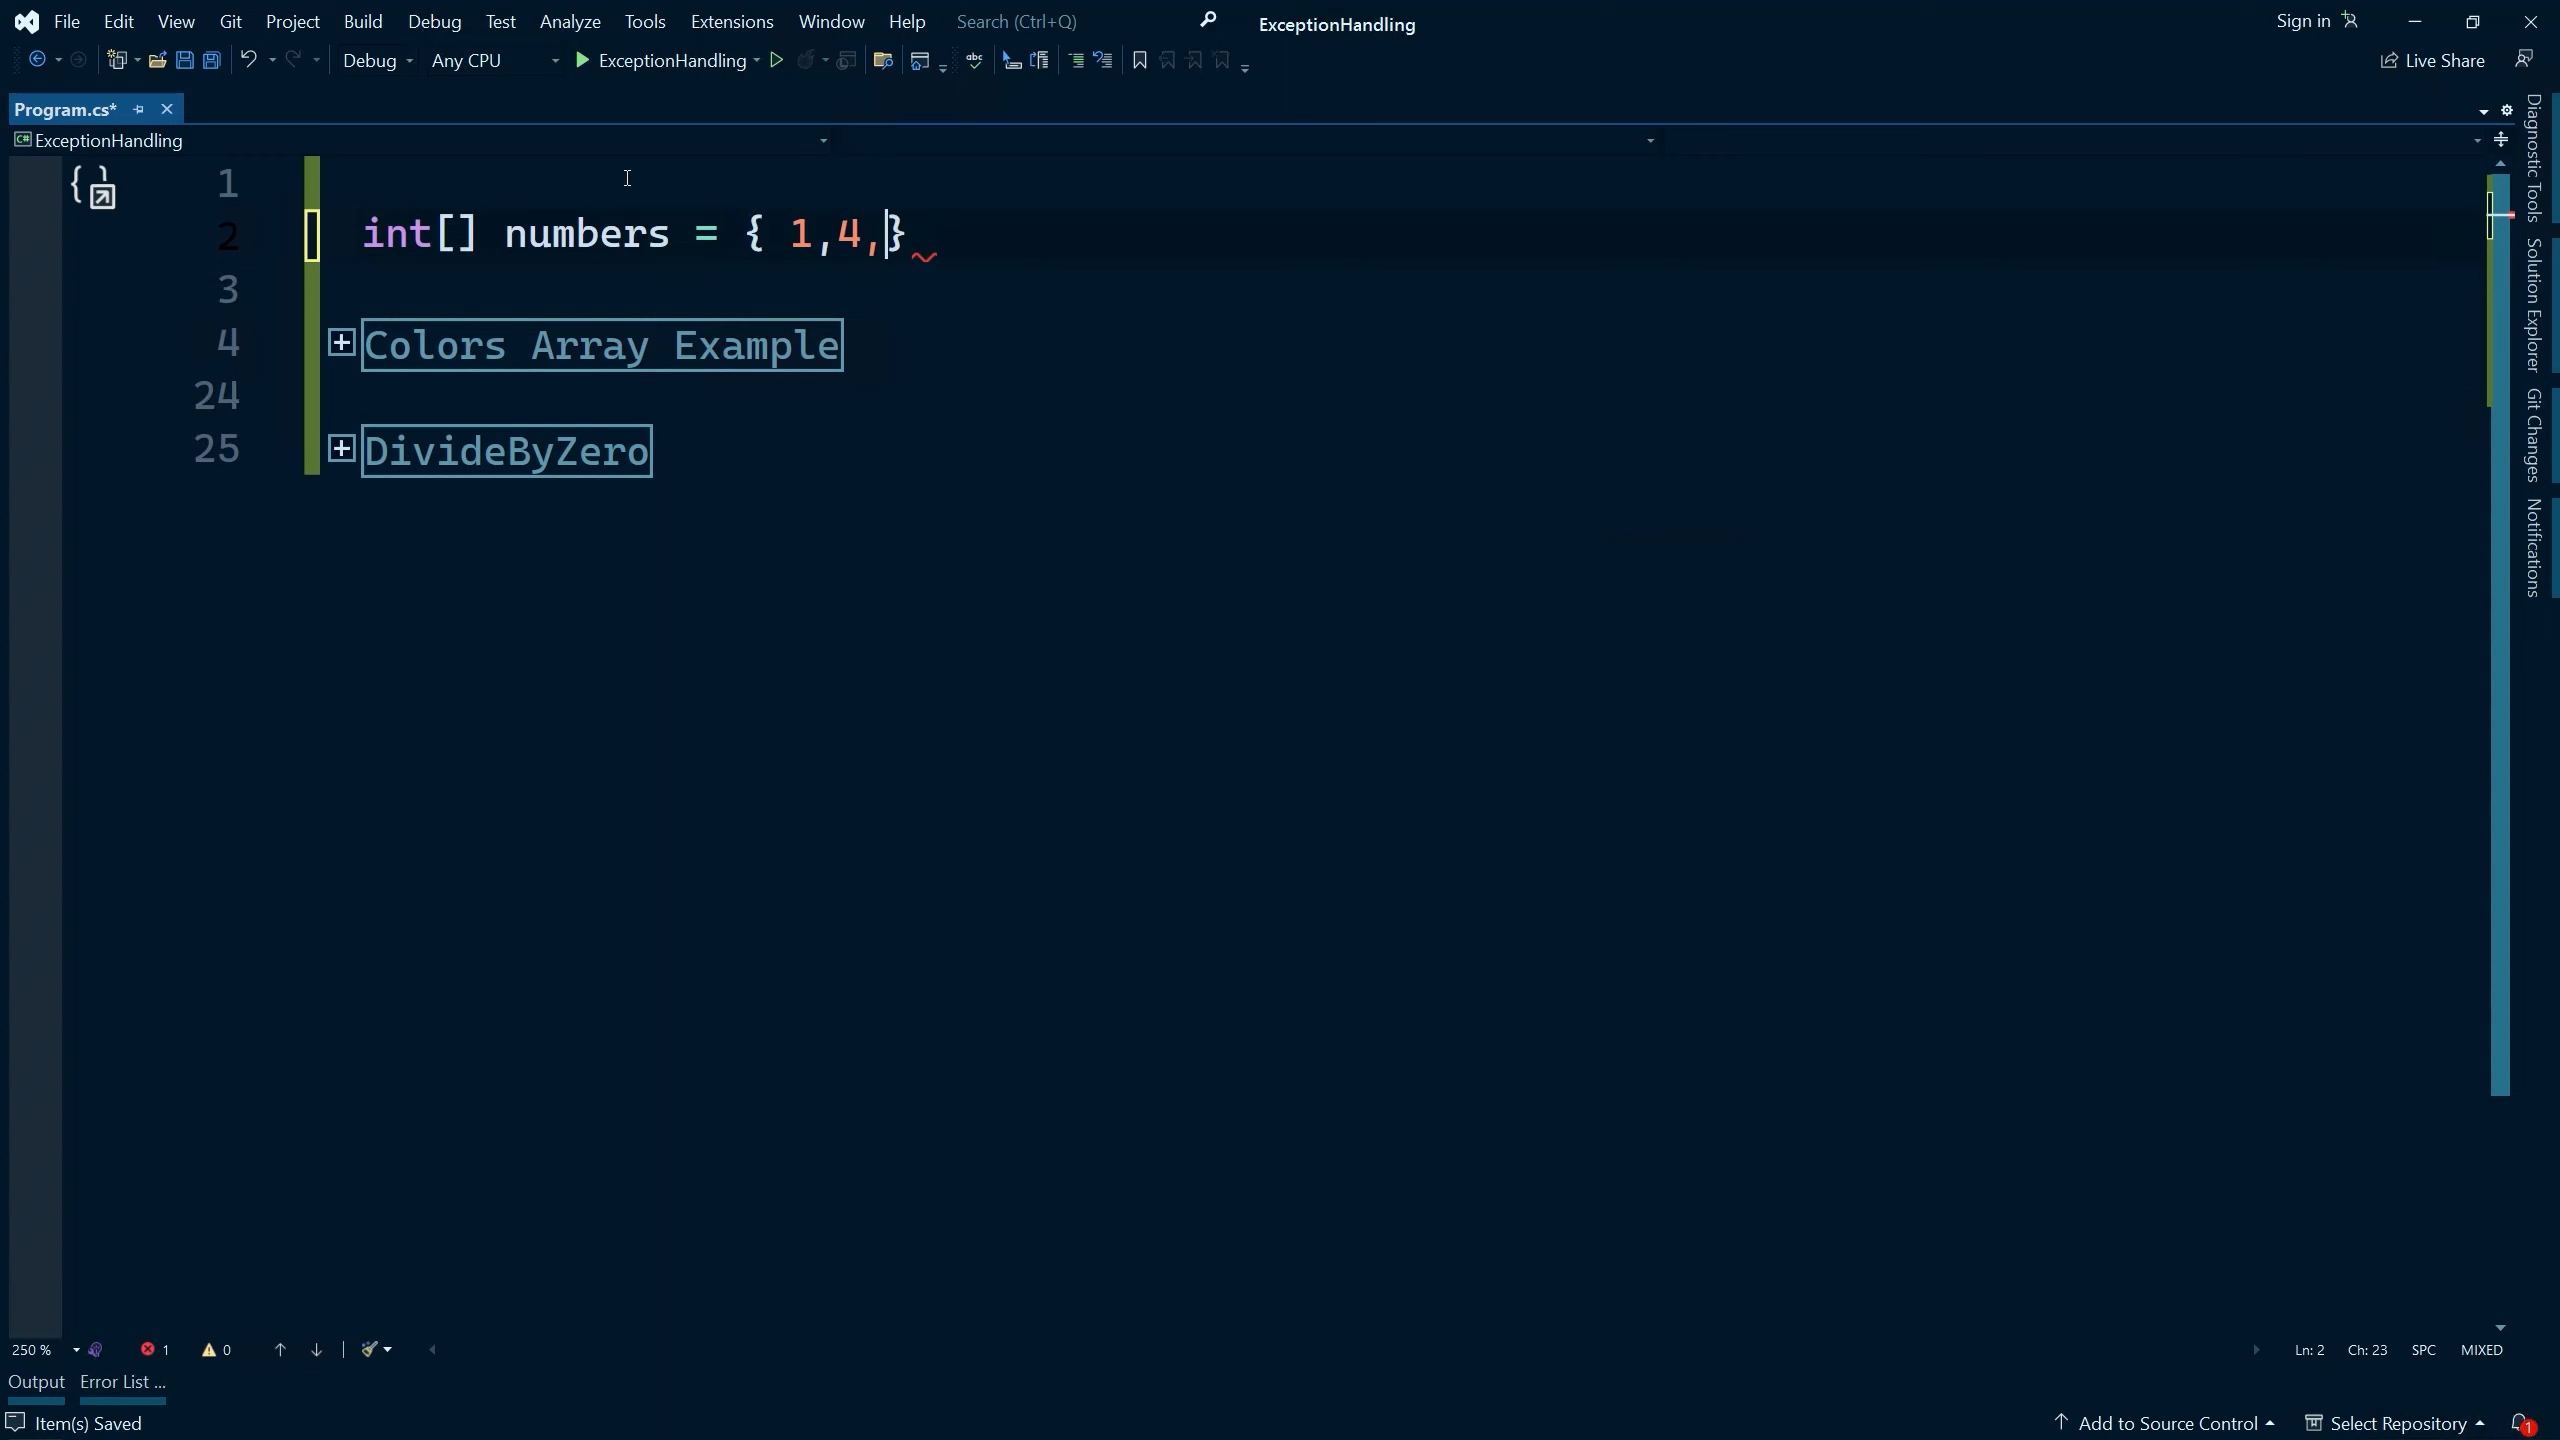 File Edit View Git Project Build Debug Test Analyze Tools Extensions Window Help Search (Ctrl+Q) ExceptionHandling Sign in
Debug Any CPU ExceptionHandling Live Share
Program.cs*
C# ExceptionHandling
1
2 int[] numbers = { 1,4,}
3
4 Colors Array Example
24
25 DivideByZero
Diagnostic Tools
Solution Explorer
Git Changes
Notifications
250 % 1 0 Ln: 2 Ch: 23 SPC MIXED
Output Error List ...
Item(s) Saved Add to Source Control Select Repository 1